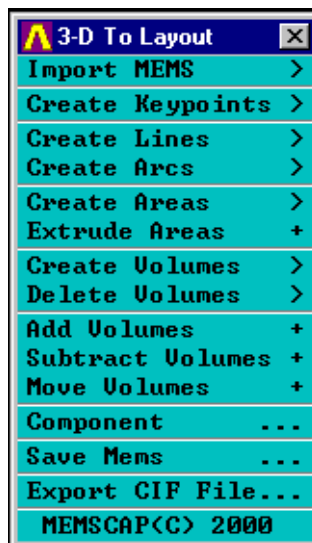 3-D To Layout
Import MEMS >
Create Keypoints >
Create Lines >
Create Arcs >
Create Areas >
Extrude Areas +
Create Volumes >
Delete Volumes >
Add Volumes +
Subtract Volumes +
Move Volumes +
Component ...
Save Mems ...
Export CIF File...
MEMSCAP(C) 2000